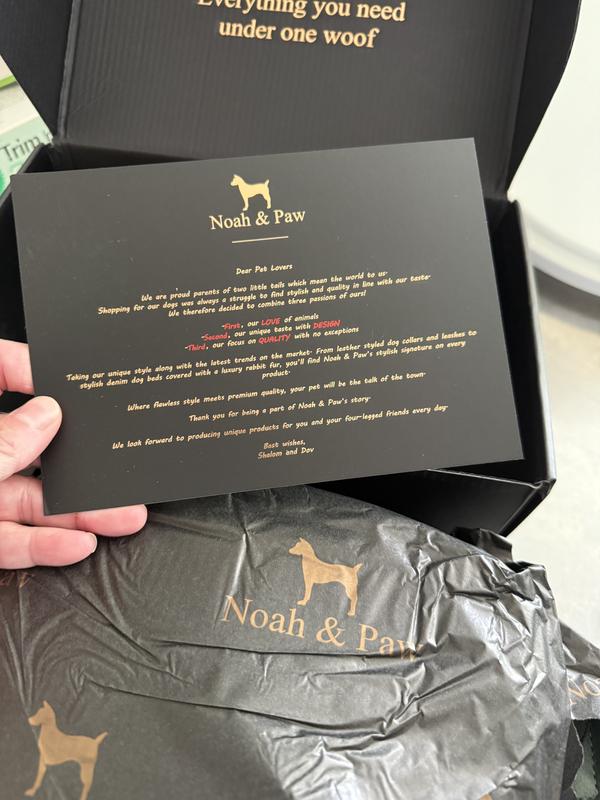 Everything you need
under one woof
Trim
Noah & Paw
Dear Pet Lovers
We are proud parents of two little tails which mean the world to us.
Shopping for our dogs was always a struggle to find stylish and quality in line with our taste.
We therefore decided to combine three passions of ours!
-First, our LOVE of animals
-Second, our unique taste with DESIGN
-Third, our focus on QUALITY with no exceptions
Taking our unique style along with the latest trends on the market. From leather styled dog collars and leashes to
stylish denim dog beds covered with a luxury rabbit fur, you'll find Noah & Paw's stylish signature on every
product.
Where flawless style meets premium quality, your pet will be the talk of the town.
Thank you for being a part of Noah & Paw's story.
We look forward to producing unique products for you and your four-legged friends every day.
Best wishes,
Shalom and Dov
Noah & Paw
No